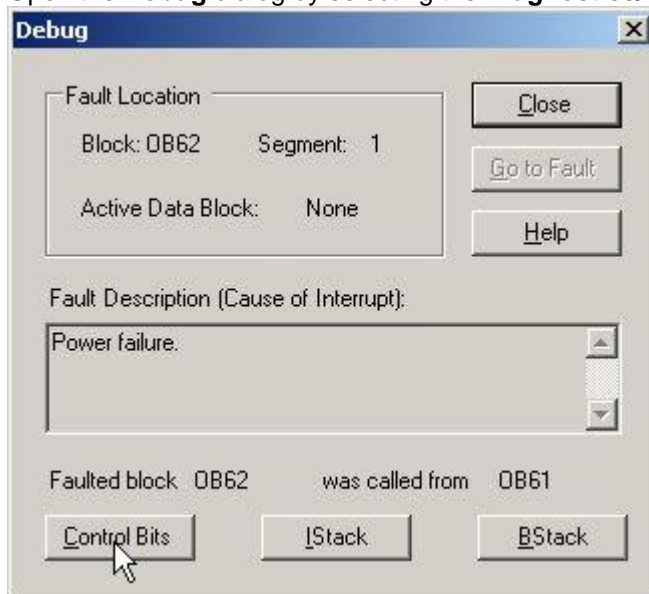 Debug
Fault Location
Block: OB62 Segment: 1
Active Data Block: None
Close
Go to Fault
Help
Fault Description (Cause of Interrupt):
Power failure.
Faulted block OB62 was called from OB61
Control Bits IStack BStack